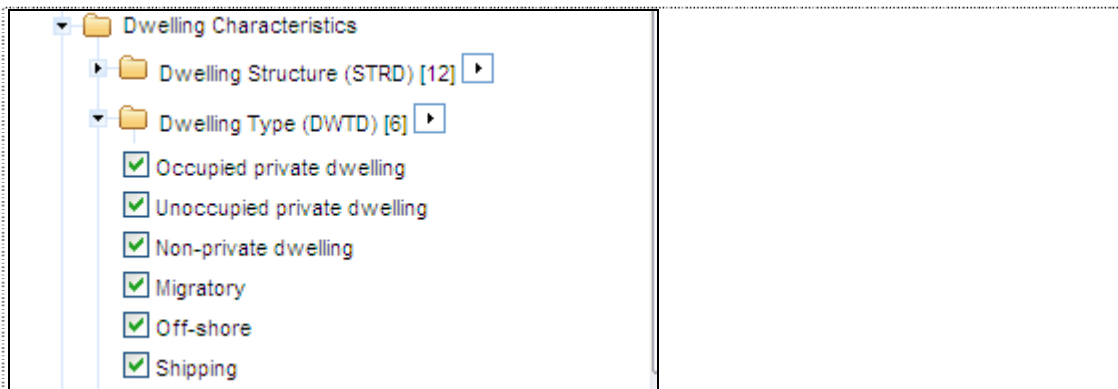 Dwelling Characteristics
Dwelling Structure (STRD) [12]
Dwelling Type (DWTD) [6]
Occupied private dwelling
Unoccupied private dwelling
Non-private dwelling
Migratory
Off-shore
Shipping